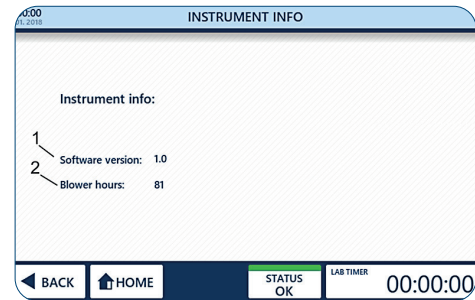 INSTRUMENT INFO
2018
Instrument info:
1
Software version: 1.0
2
Blower hours: 81
BACK
HOME
STATUS
OK
LAB TIMER
00:00:00